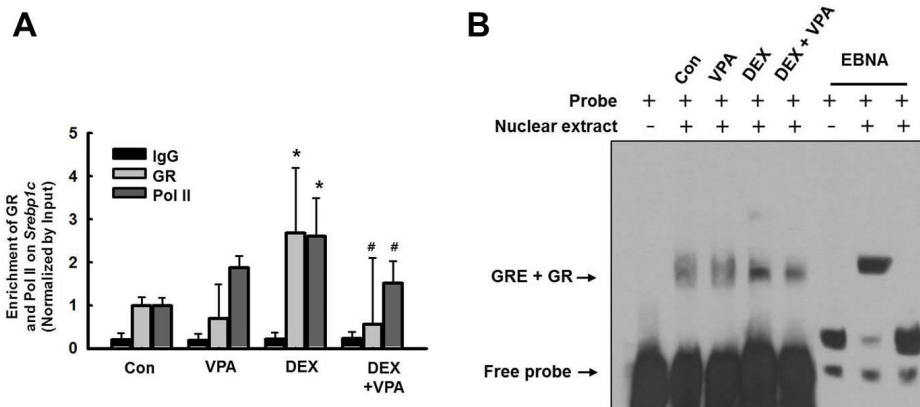 A
Enrichment of GR
and Pol II on Srebp1c
(Normalized by Input)
5
4
3
2
1
0
IgG
GR
Pol II
*
*
#
#
Con
VPA
DEX
DEX
+VPA
B
Con
VPA
DEX
DEX + VPA
EBNA
Probe + + + + + + + +
Nuclear extract - + + + + - + +
GRE + GR
Free probe